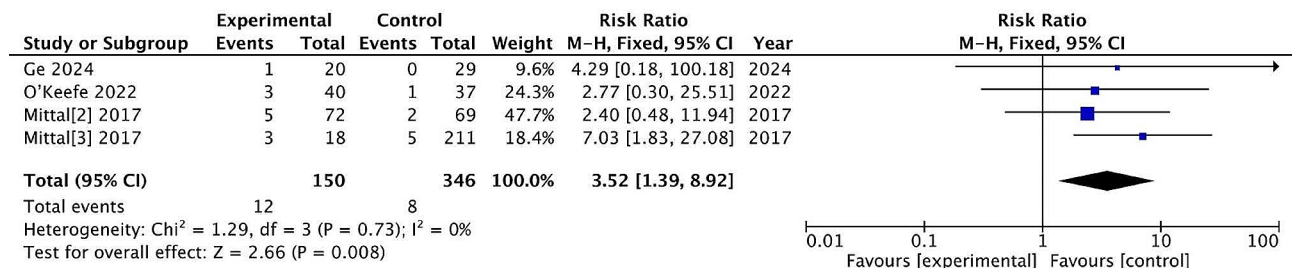 Experimental Control Risk Ratio Risk Ratio
Study or Subgroup Events Total Events Total Weight M-H, Fixed, 95% CI Year M-H, Fixed, 95% CI
Ge 2024 1 20 0 29 9.6% 4.29 [0.18, 100.18] 2024
O'Keefe 2022 3 40 1 37 24.3% 2.77 [0.30, 25.51] 2022
Mittal[2] 2017 5 72 2 69 47.7% 2.40 [0.48, 11.94] 2017
Mittal[3] 2017 3 18 5 211 18.4% 7.03 [1.83, 27.08] 2017
Total (95% CI) 150 346 100.0% 3.52 [1.39, 8.92]
Total events 12 8
Heterogeneity: Chi² = 1.29, df = 3 (P = 0.73); I² = 0%
Test for overall effect: Z = 2.66 (P = 0.008)
0.01 0.1 1 10 100
Favours [experimental] Favours [control]